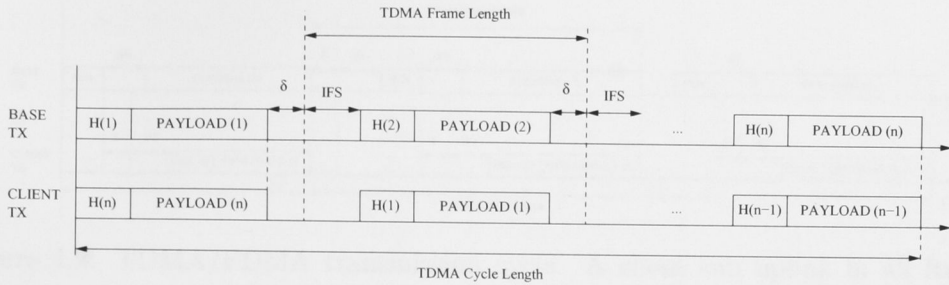 TDMA Frame Length
δ IFS δ IFS
BASE TX
H(1) PAYLOAD (1) H(2) PAYLOAD (2) ... H(n) PAYLOAD (n)
CLIENT TX
H(n) PAYLOAD (n) H(1) PAYLOAD (1) ... H(n−1) PAYLOAD (n−1)
TDMA Cycle Length